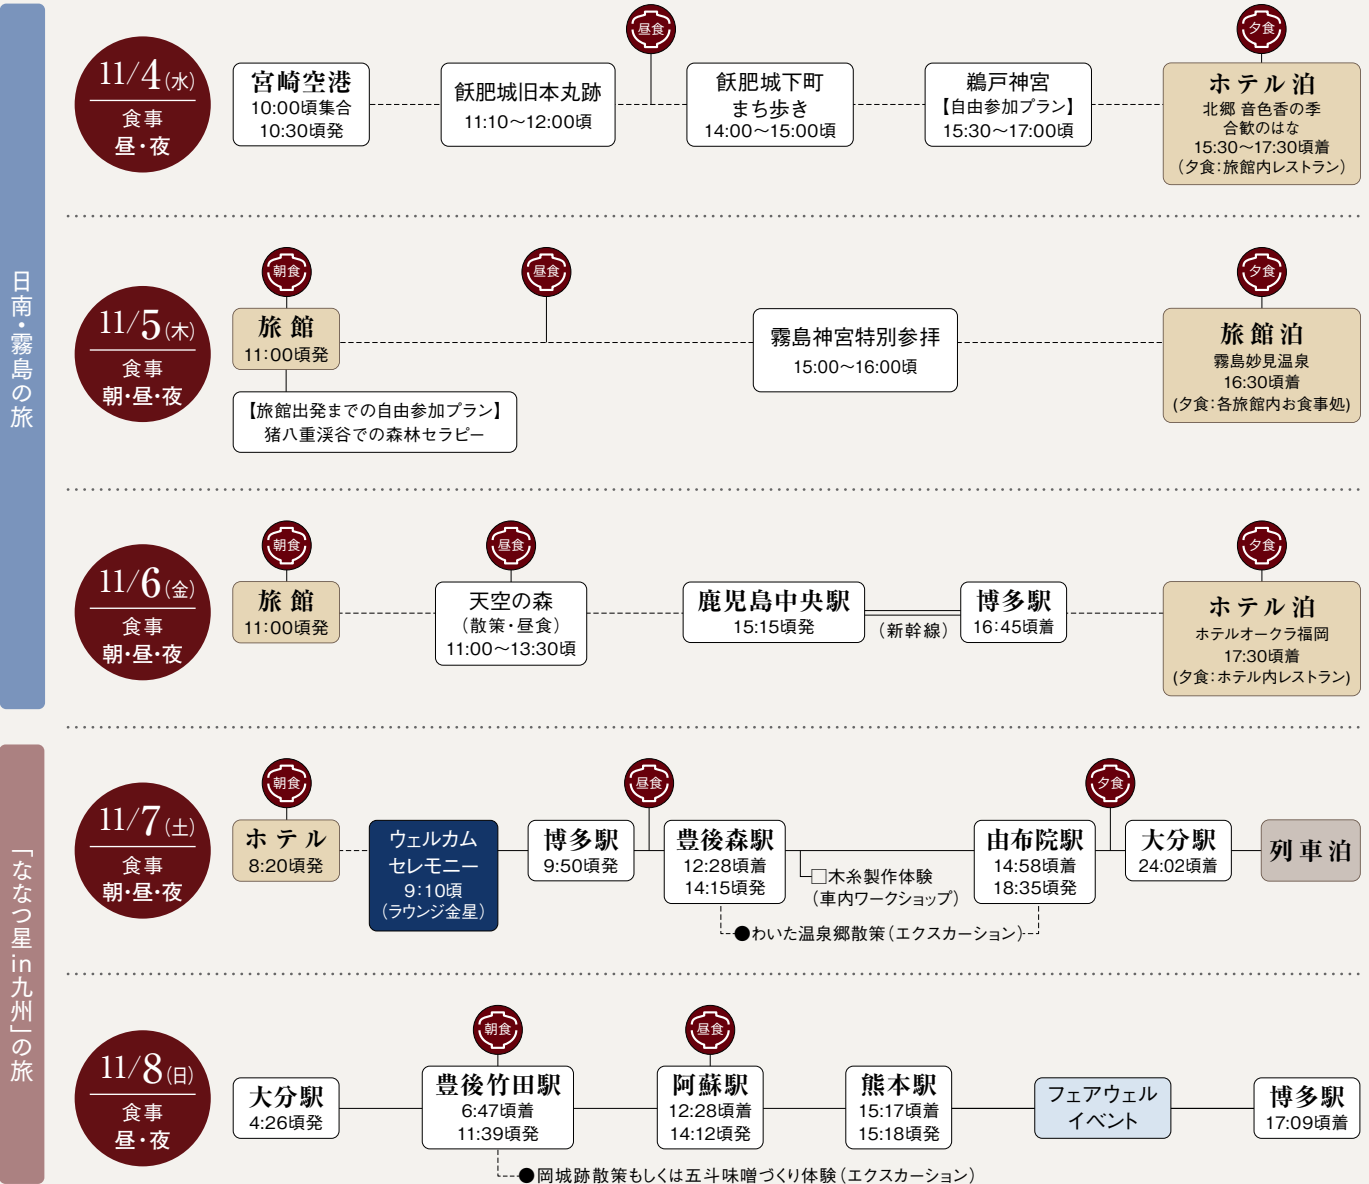 日南・霧島の旅
11/4(水)
食事
昼・夜
宮崎空港
10:00頃集合
10:30頃発
飫肥城旧本丸跡
11:10〜12:00頃
昼食
飫肥城下町
まち歩き
14:00〜15:00頃
鵜戸神宮
【自由参加プラン】
15:30〜17:00頃
夕食
ホテル泊
北郷 音色香の季
合歓のはな
15:30〜17:30頃着
(夕食:旅館内レストラン)
11/5(木)
食事
朝・昼・夜
朝食
旅館
11:00頃発
【旅館出発までの自由参加プラン】
猪八重渓谷での森林セラピー
昼食
霧島神宮特別参拝
15:00〜16:00頃
夕食
旅館泊
霧島妙見温泉
16:30頃着
(夕食:各旅館内お食事処)
11/6(金)
食事
朝・昼・夜
朝食
旅館
11:00頃発
昼食
天空の森
(散策・昼食)
11:00〜13:30頃
鹿児島中央駅
15:15頃発
(新幹線)
博多駅
16:45頃着
夕食
ホテル泊
ホテルオークラ福岡
17:30頃着
(夕食:ホテル内レストラン)
「ななつ星in九州」の旅
11/7(土)
食事
朝・昼・夜
朝食
ホテル
8:20頃発
ウェルカム
セレモニー
9:10頃
(ラウンジ金星)
博多駅
9:50頃発
昼食
豊後森駅
12:28頃着
14:15頃発
□木糸製作体験
(車内ワークショップ)
●わいた温泉郷散策(エクスカーション)
由布院駅
14:58頃着
18:35頃発
夕食
大分駅
24:02頃着
列車泊
11/8(日)
食事
昼・夜
大分駅
4:26頃発
朝食
豊後竹田駅
6:47頃着
11:39頃発
●岡城跡散策もしくは五斗味噌づくり体験(エクスカーション)
昼食
阿蘇駅
12:28頃着
14:12頃発
熊本駅
15:17頃着
15:18頃発
フェアウェル
イベント
博多駅
17:09頃着